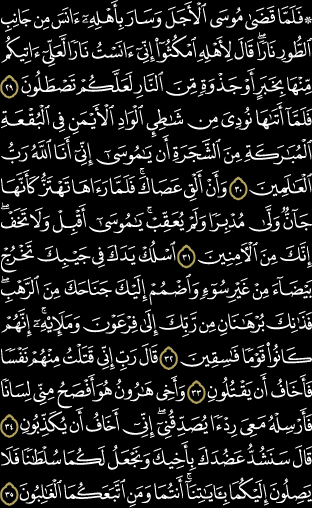 * فَلَمَّا قَضَىٰ مُوسَى ٱلْأَجَلَ وَسَارَ بِأَهْلِهِۦٓ ءَانَسَ مِن جَانِبِ
ٱلطُّورِ نَارًاۖ قَالَ لِأَهْلِهِ ٱمْكُثُوٓا۟ إِنِّىٓ ءَانَسْتُ نَارًا لَّعَلِّىٓ ءَاتِيكُم
مِّنْهَا بِخَبَرٍ أَوْ جَذْوَةٍ مِّنَ ٱلنَّارِ لَعَلَّكُمْ تَصْطَلُونَ ٢٩
فَلَمَّآ أَتَىٰهَا نُودِىَ مِن شَـٰطِئِ ٱلْوَادِ ٱلْأَيْمَنِ فِى ٱلْبُقْعَةِ
ٱلْمُبَـٰرَكَةِ مِنَ ٱلشَّجَرَةِ أَن يَـٰمُوسَىٰٓ إِنِّىٓ أَنَا ٱللَّهُ رَبُّ
ٱلْعَـٰلَمِينَ ٣٠ وَأَنْ أَلْقِ عَصَاكَۖ فَلَمَّا رَءَاهَا تَهْتَزُّ كَأَنَّهَا
جَآنٌّ وَلَّىٰ مُدْبِرًا وَلَمْ يُعَقِّبْۚ يَـٰمُوسَىٰٓ أَقْبِلْ وَلَا تَخَفْۖ
إِنَّكَ مِنَ ٱلْـَٔامِنِينَ ٣١ ٱسْلُكْ يَدَكَ فِى جَيْبِكَ تَخْرُجْ
بَيْضَآءَ مِنْ غَيْرِ سُوٓءٍ وَٱضْمُمْ إِلَيْكَ جَنَاحَكَ مِنَ ٱلرَّهْبِۖ
فَذَٰنِكَ بُرْهَـٰنَانِ مِن رَّبِّكَ إِلَىٰ فِرْعَوْنَ وَمَلَإِيْهِۦٓۚ إِنَّهُمْ
كَانُوا۟ قَوْمًا فَـٰسِقِينَ ٣٢ قَالَ رَبِّ إِنِّى قَتَلْتُ مِنْهُمْ نَفْسًا
فَأَخَافُ أَن يَقْتُلُونِ ٣٣ وَأَخِى هَـٰرُونُ هُوَ أَفْصَحُ مِنِّى لِسَانًا
فَأَرْسِلْهُ مَعِىَ رِدْءًا يُصَدِّقُنِىٓۖ إِنِّىٓ أَخَافُ أَن يُكَذِّبُونِ ٣٤
قَالَ سَنَشُدُّ عَضُدَكَ بِأَخِيكَ وَنَجْعَلُ لَكُمَا سُلْطَـٰنًا فَلَا
يَصِلُونَ إِلَيْكُمَا بِـَٔايَـٰتِنَآۚ أَنتُمَا وَمَنِ ٱتَّبَعَكُمَا ٱلْغَـٰلِبُونَ ٣٥